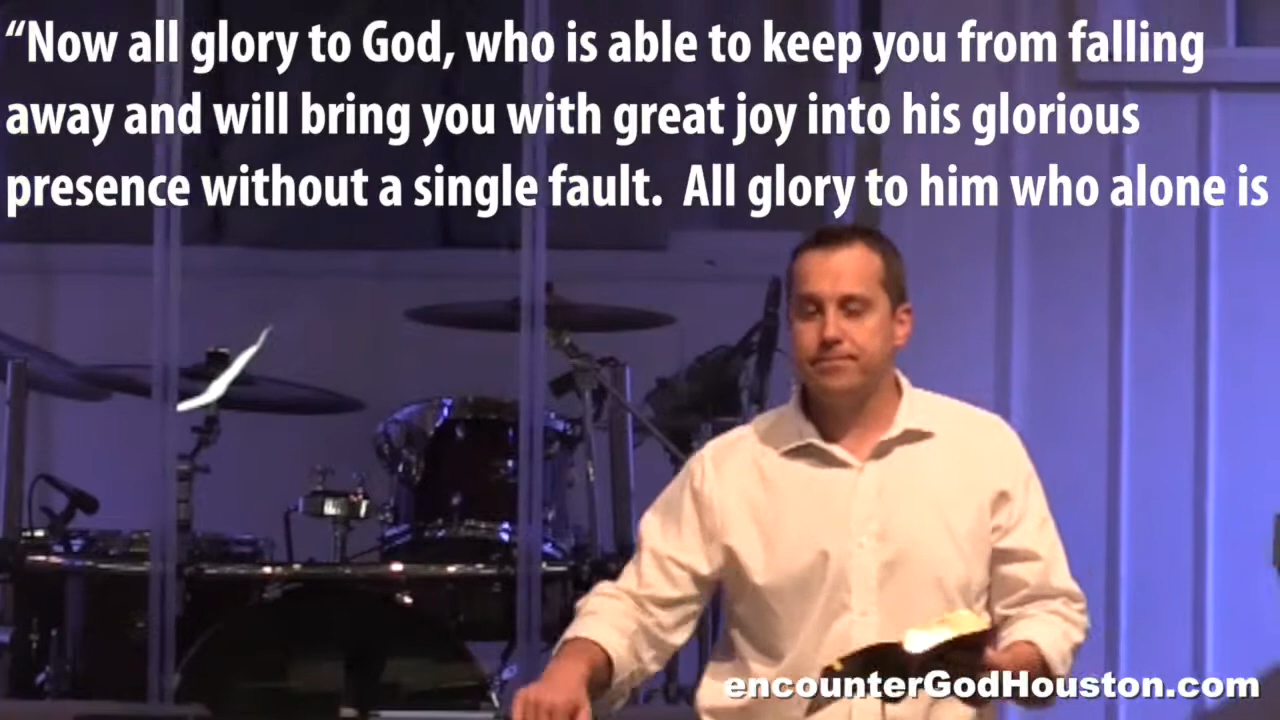 “Now all glory to God, who is able to keep you from falling
away and will bring you with great joy into his glorious
presence without a single fault.  All glory to him who alone is
encounterGodHouston.com